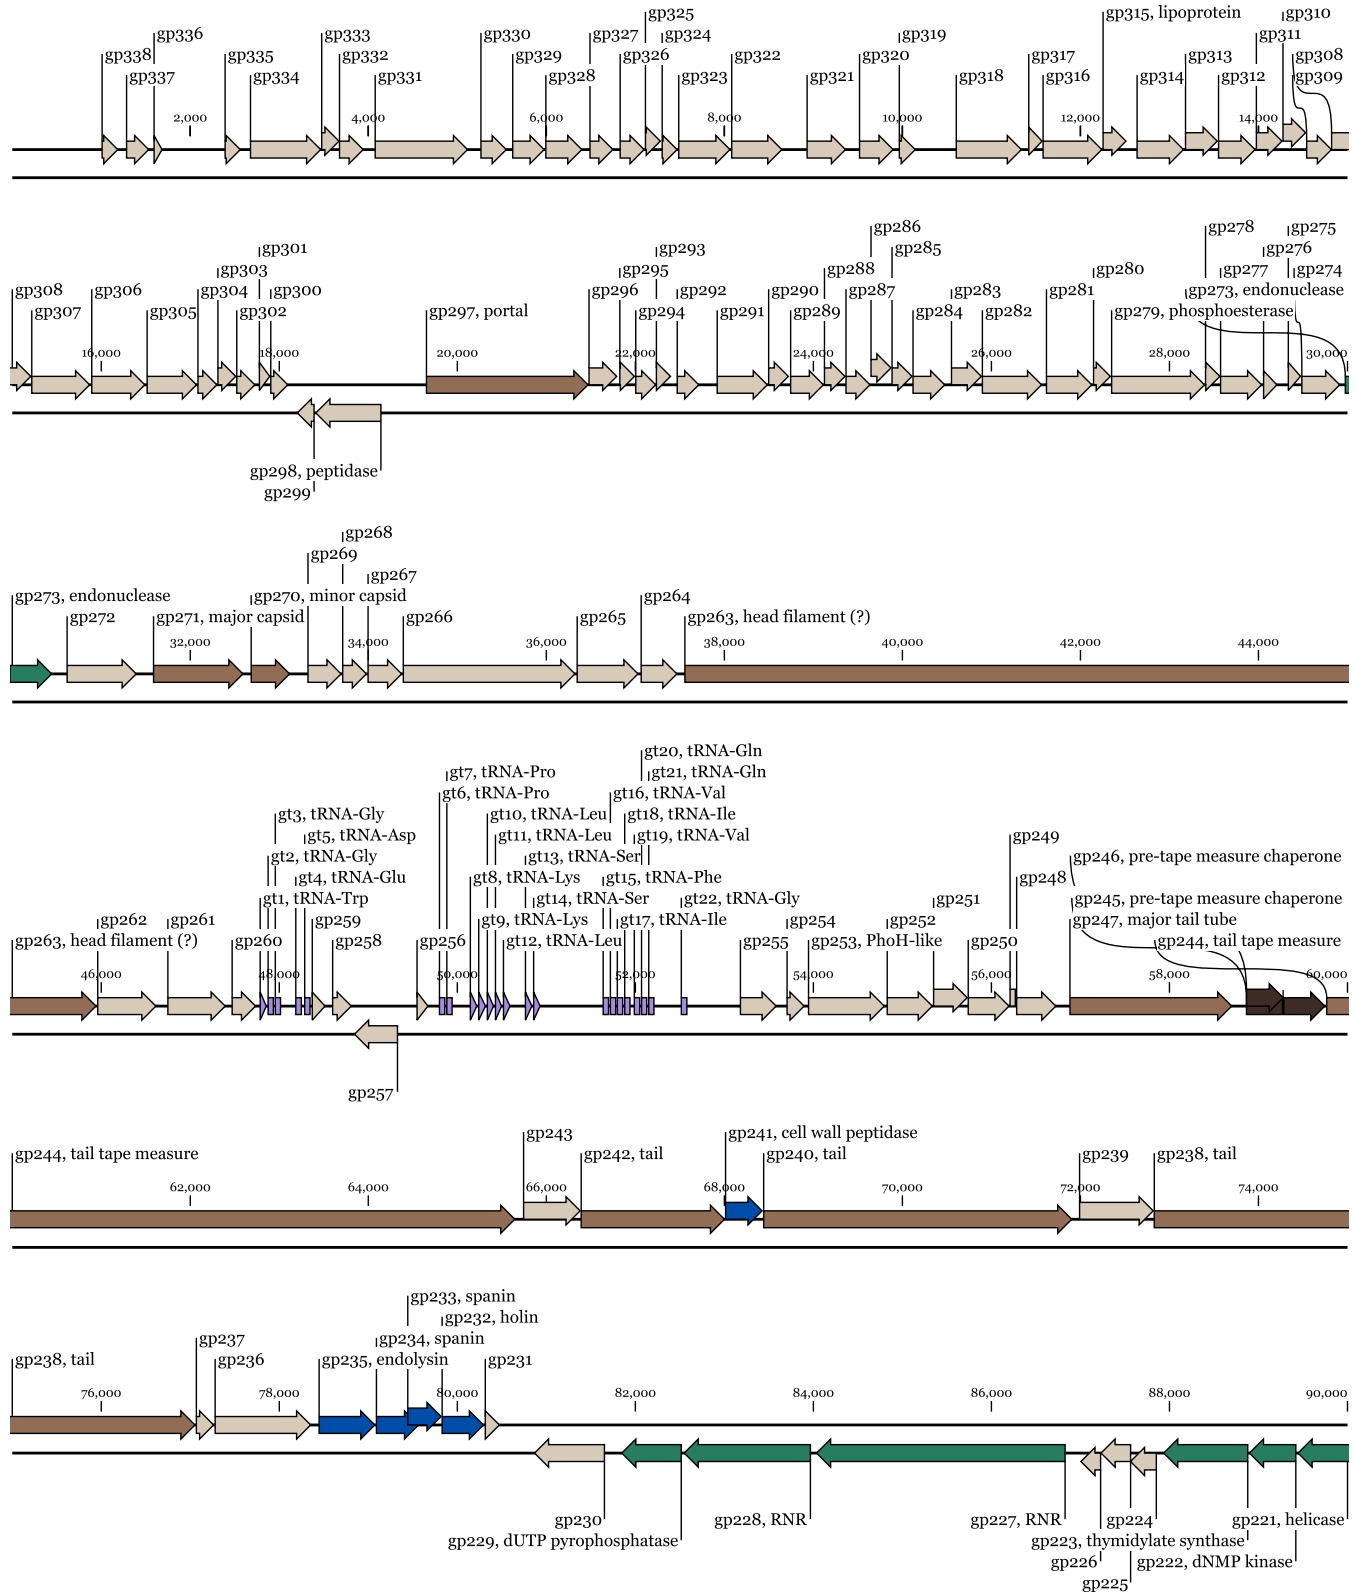 gp325 gp315, lipoprotein gp310
gp336 gp333 gp330 gp327 gp324 gp319 gp311
gp338 gp335 gp332 gp329 gp326 gp322 gp320 gp317 gp313 gp308
gp337 gp334 gp331 gp328 gp323 gp321 gp318 gp316 gp314 gp312 gp309
2,000 4,000 6,000 8,000 10,000 12,000 14,000
gp286 gp278 gp275
gp301 gp293 gp285 gp276
gp303 gp295 gp288 gp280 gp277 gp274
gp308 gp306 gp304 gp300 gp296 gp292 gp290 gp287 gp283 gp281 gp273, endonuclease
gp307 gp305 gp302 gp297, portal gp294 gp291 gp289 gp284 gp282 gp279, phosphoesterase
16,000 18,000 20,000 22,000 24,000 26,000 28,000 30,000
gp298, peptidase
gp299
gp268
gp269
gp267
gp273, endonuclease gp270, minor capsid gp264
gp272 gp271, major capsid gp266 gp265 gp263, head filament (?)
32,000 34,000 36,000 38,000 40,000 42,000 44,000
gt20, tRNA-Gln
gt7, tRNA-Pro gt21, tRNA-Gln
gt6, tRNA-Pro gt16, tRNA-Val
gt3, tRNA-Gly gt10, tRNA-Leu gt18, tRNA-Ile
gt5, tRNA-Asp gt11, tRNA-Leu gt19, tRNA-Val gp249
gt2, tRNA-Gly gt13, tRNA-Ser gp246, pre-tape measure chaperone
gt4, tRNA-Glu gt8, tRNA-Lys gt15, tRNA-Phe gp248
gt1, tRNA-Trp gt14, tRNA-Ser gt22, tRNA-Gly gp251 gp245, pre-tape measure chaperone
gp262 gp261 gp259 gt9, tRNA-Lys gt17, tRNA-Ile gp254 gp252 gp247, major tail tube
gp263, head filament (?) gp260 gp258 gp256 gt12, tRNA-Leu gp255 gp253, PhoH-like gp250 gp244, tail tape measure
46,000 48,000 50,000 52,000 54,000 56,000 58,000 60,000
gp257
gp243 gp241, cell wall peptidase
gp244, tail tape measure gp242, tail gp240, tail gp239 gp238, tail
62,000 64,000 66,000 68,000 70,000 72,000 74,000
gp233, spanin
gp232, holin
gp237 gp234, spanin
gp238, tail gp236 gp235, endolysin gp231
76,000 78,000 80,000 82,000 84,000 86,000 88,000 90,000
gp230 gp228, RNR gp227, RNR gp224 gp221, helicase
gp229, dUTP pyrophosphatase gp223, thymidylate synthase
gp226 gp222, dNMP kinase
gp225